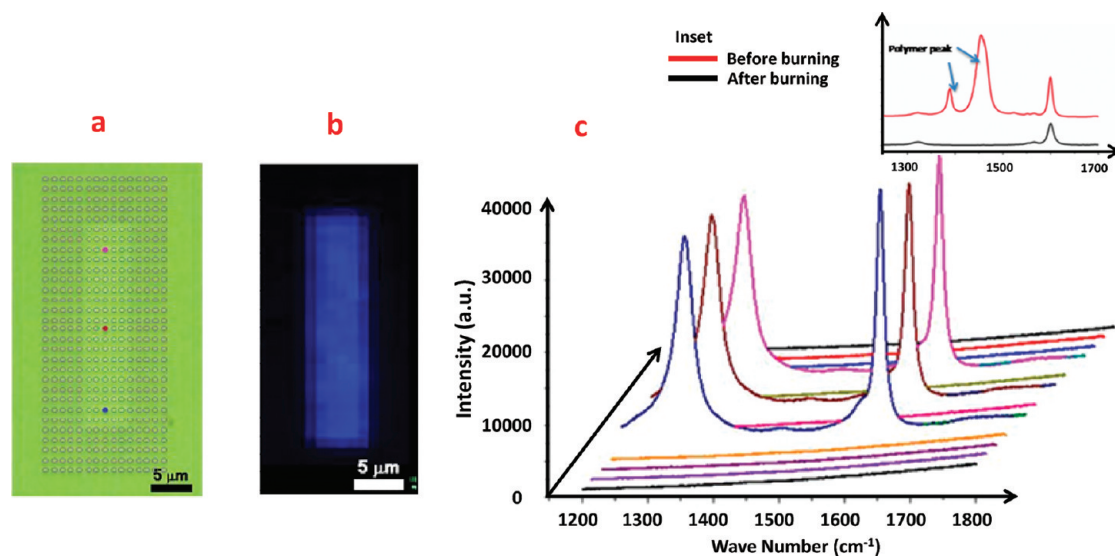 Inset
Before burning
After burning
Polymer peak
1300
1500
1700
a
b
c
5 μm
5 μm
Intensity (a.u.)
40000
30000
20000
10000
0
1200
1300
1400
1500
1600
1700
1800
Wave Number (cm⁻¹)